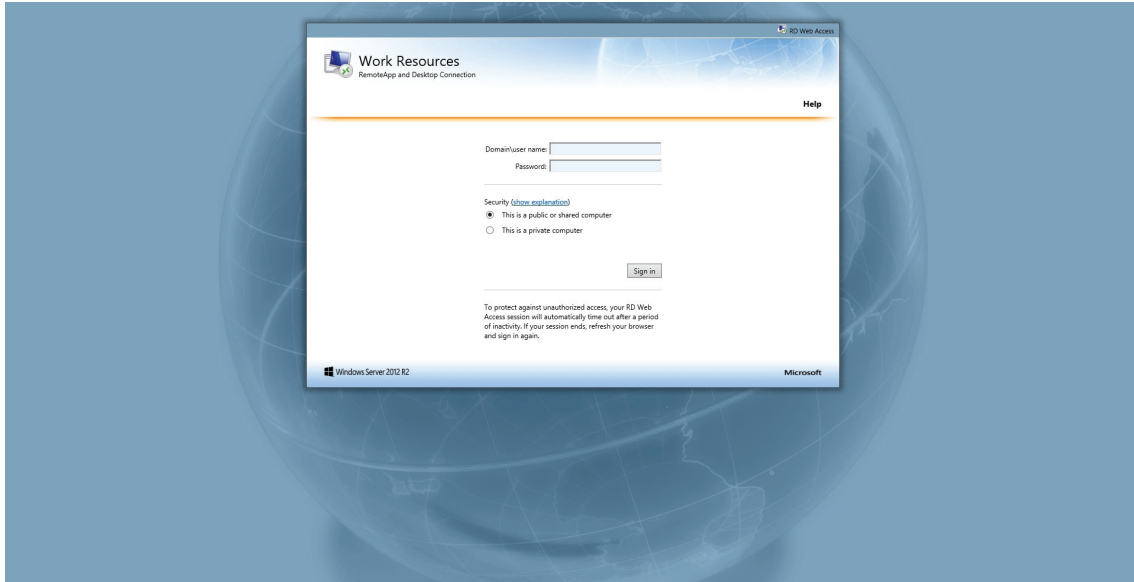 RD Web Access
Work Resources
RemoteApp and Desktop Connection
Help
Domain\user name:
Password:
Security (show explanation)
This is a public or shared computer
This is a private computer
Sign in
To protect against unauthorized access, your RD Web
Access session will automatically time out after a period
of inactivity. If your session ends, refresh your browser
and sign in again.
Windows Server 2012 R2
Microsoft